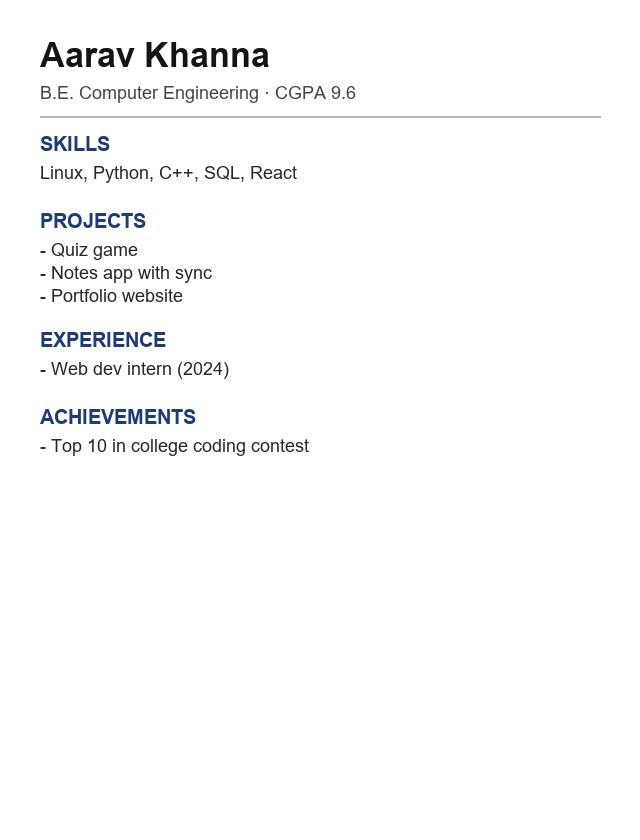 Aarav Khanna
B.E. Computer Engineering · CGPA 9.6
SKILLS
Linux, Python, C++, SQL, React
PROJECTS
- Quiz game
- Notes app with sync
- Portfolio website
EXPERIENCE
- Web dev intern (2024)
ACHIEVEMENTS
- Top 10 in college coding contest